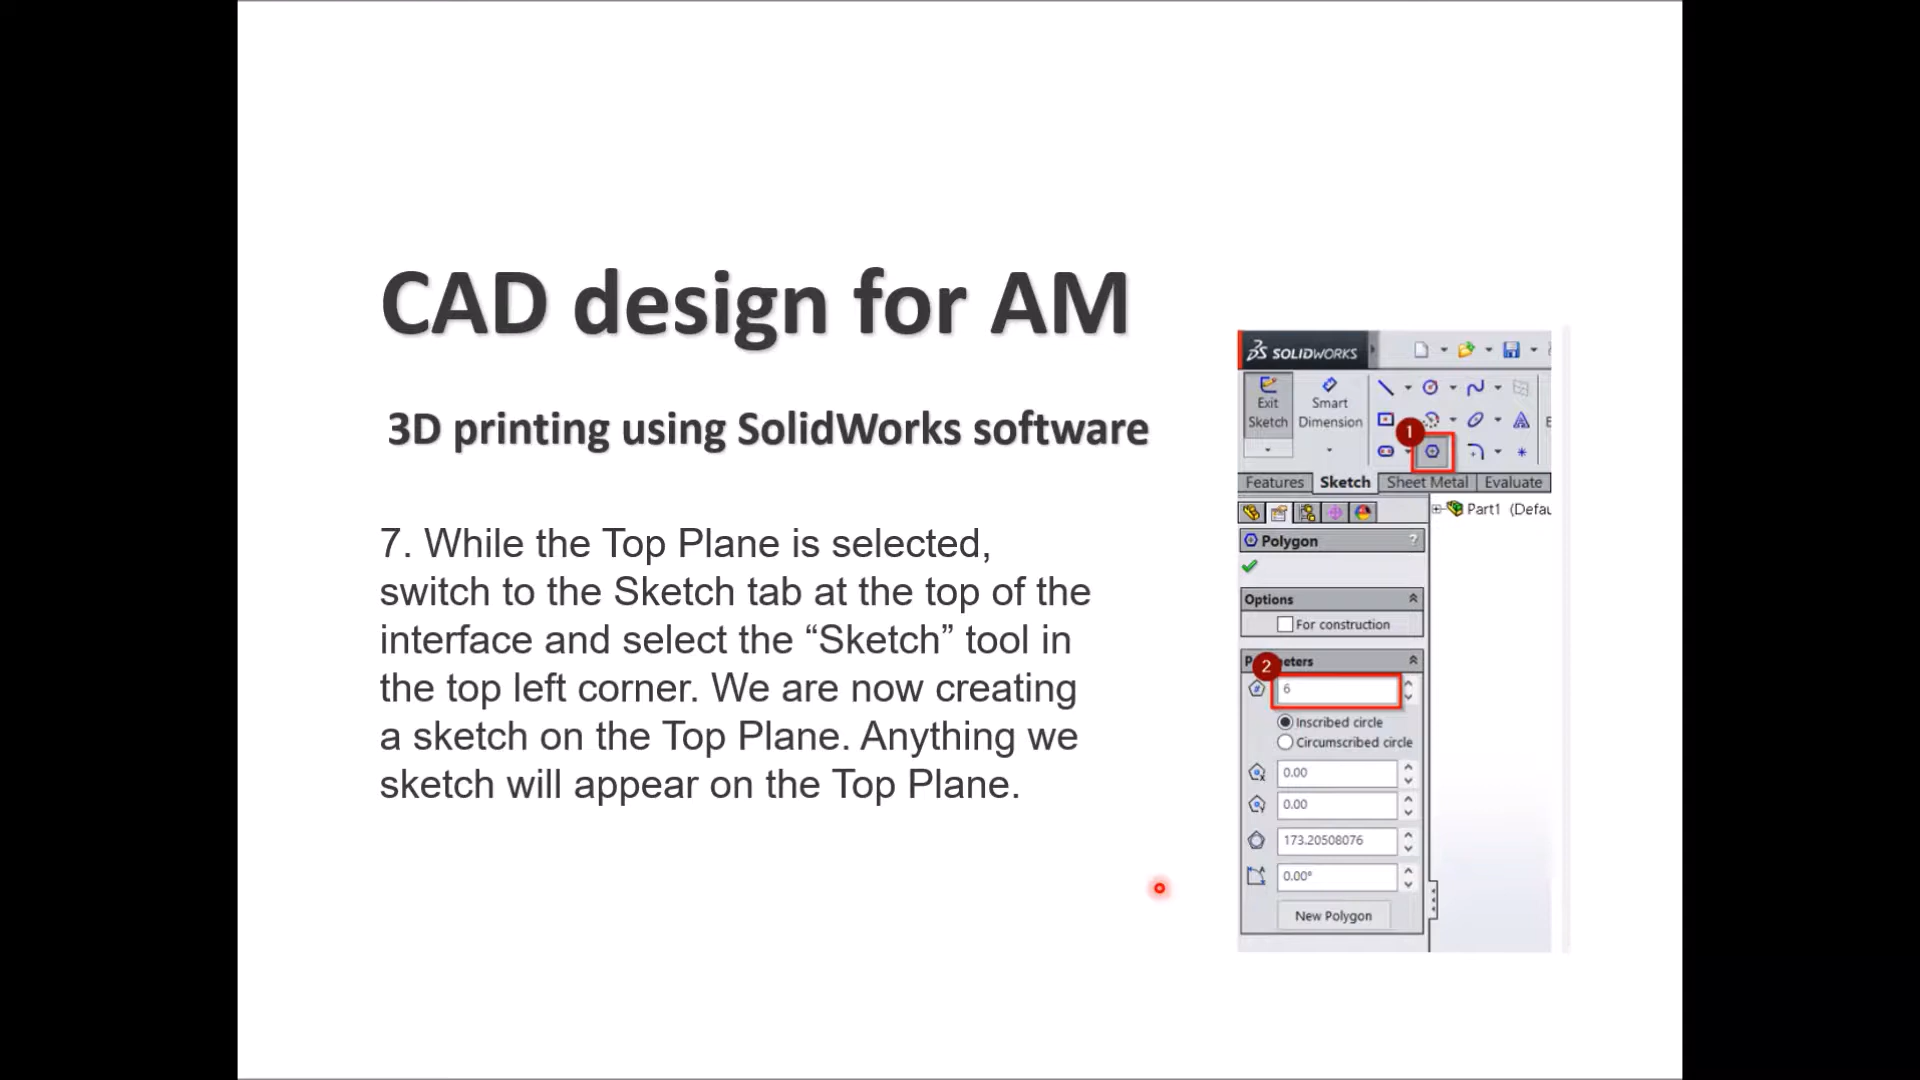 CAD design for AM
3D printing using SolidWorks software
7. While the Top Plane is selected,
switch to the Sketch tab at the top of the
interface and select the “Sketch” tool in
the top left corner. We are now creating
a sketch on the Top Plane. Anything we
sketch will appear on the Top Plane.
SOLIDWORKS
Exit
Sketch
Smart
Dimension
1
Features Sketch Sheet Metal Evaluate
Part1 (Defau
Polygon ?
Options
For construction
2
6
Inscribed circle
Circumscribed circle
0.00
0.00
173.20508076
0.00°
New Polygon